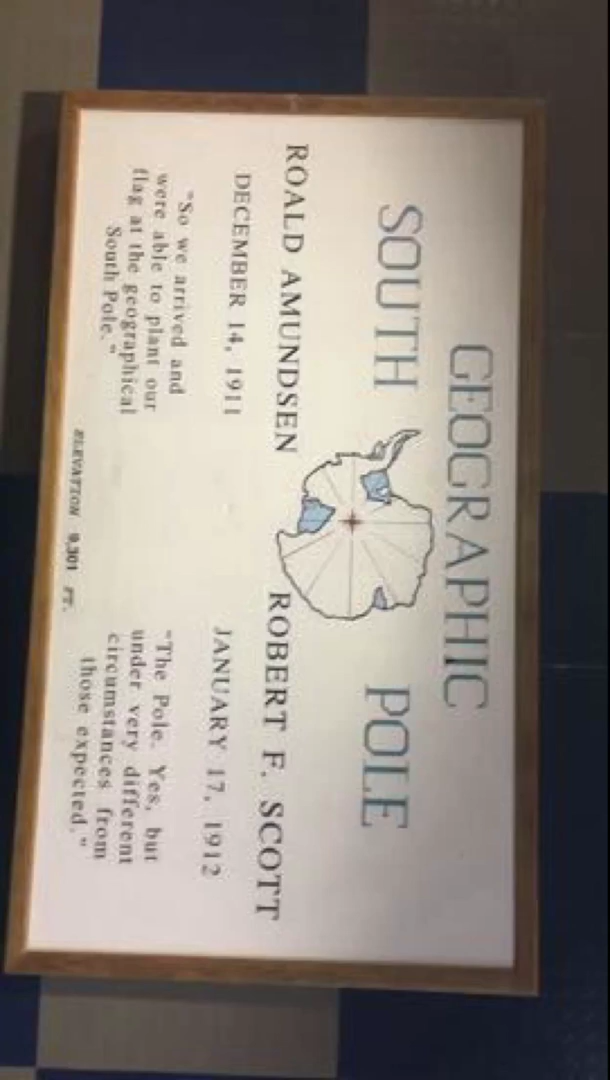 GEOGRAPHIC
SOUTH POLE
ROALD AMUNDSEN
DECEMBER 14, 1911
"So we arrived and
were able to plant our
flag at the geographical
South Pole."
ROBERT F. SCOTT
JANUARY 17, 1912
"The Pole. Yes, but
under very different
circumstances from
those expected."
ELEVATION 9,301 FT.